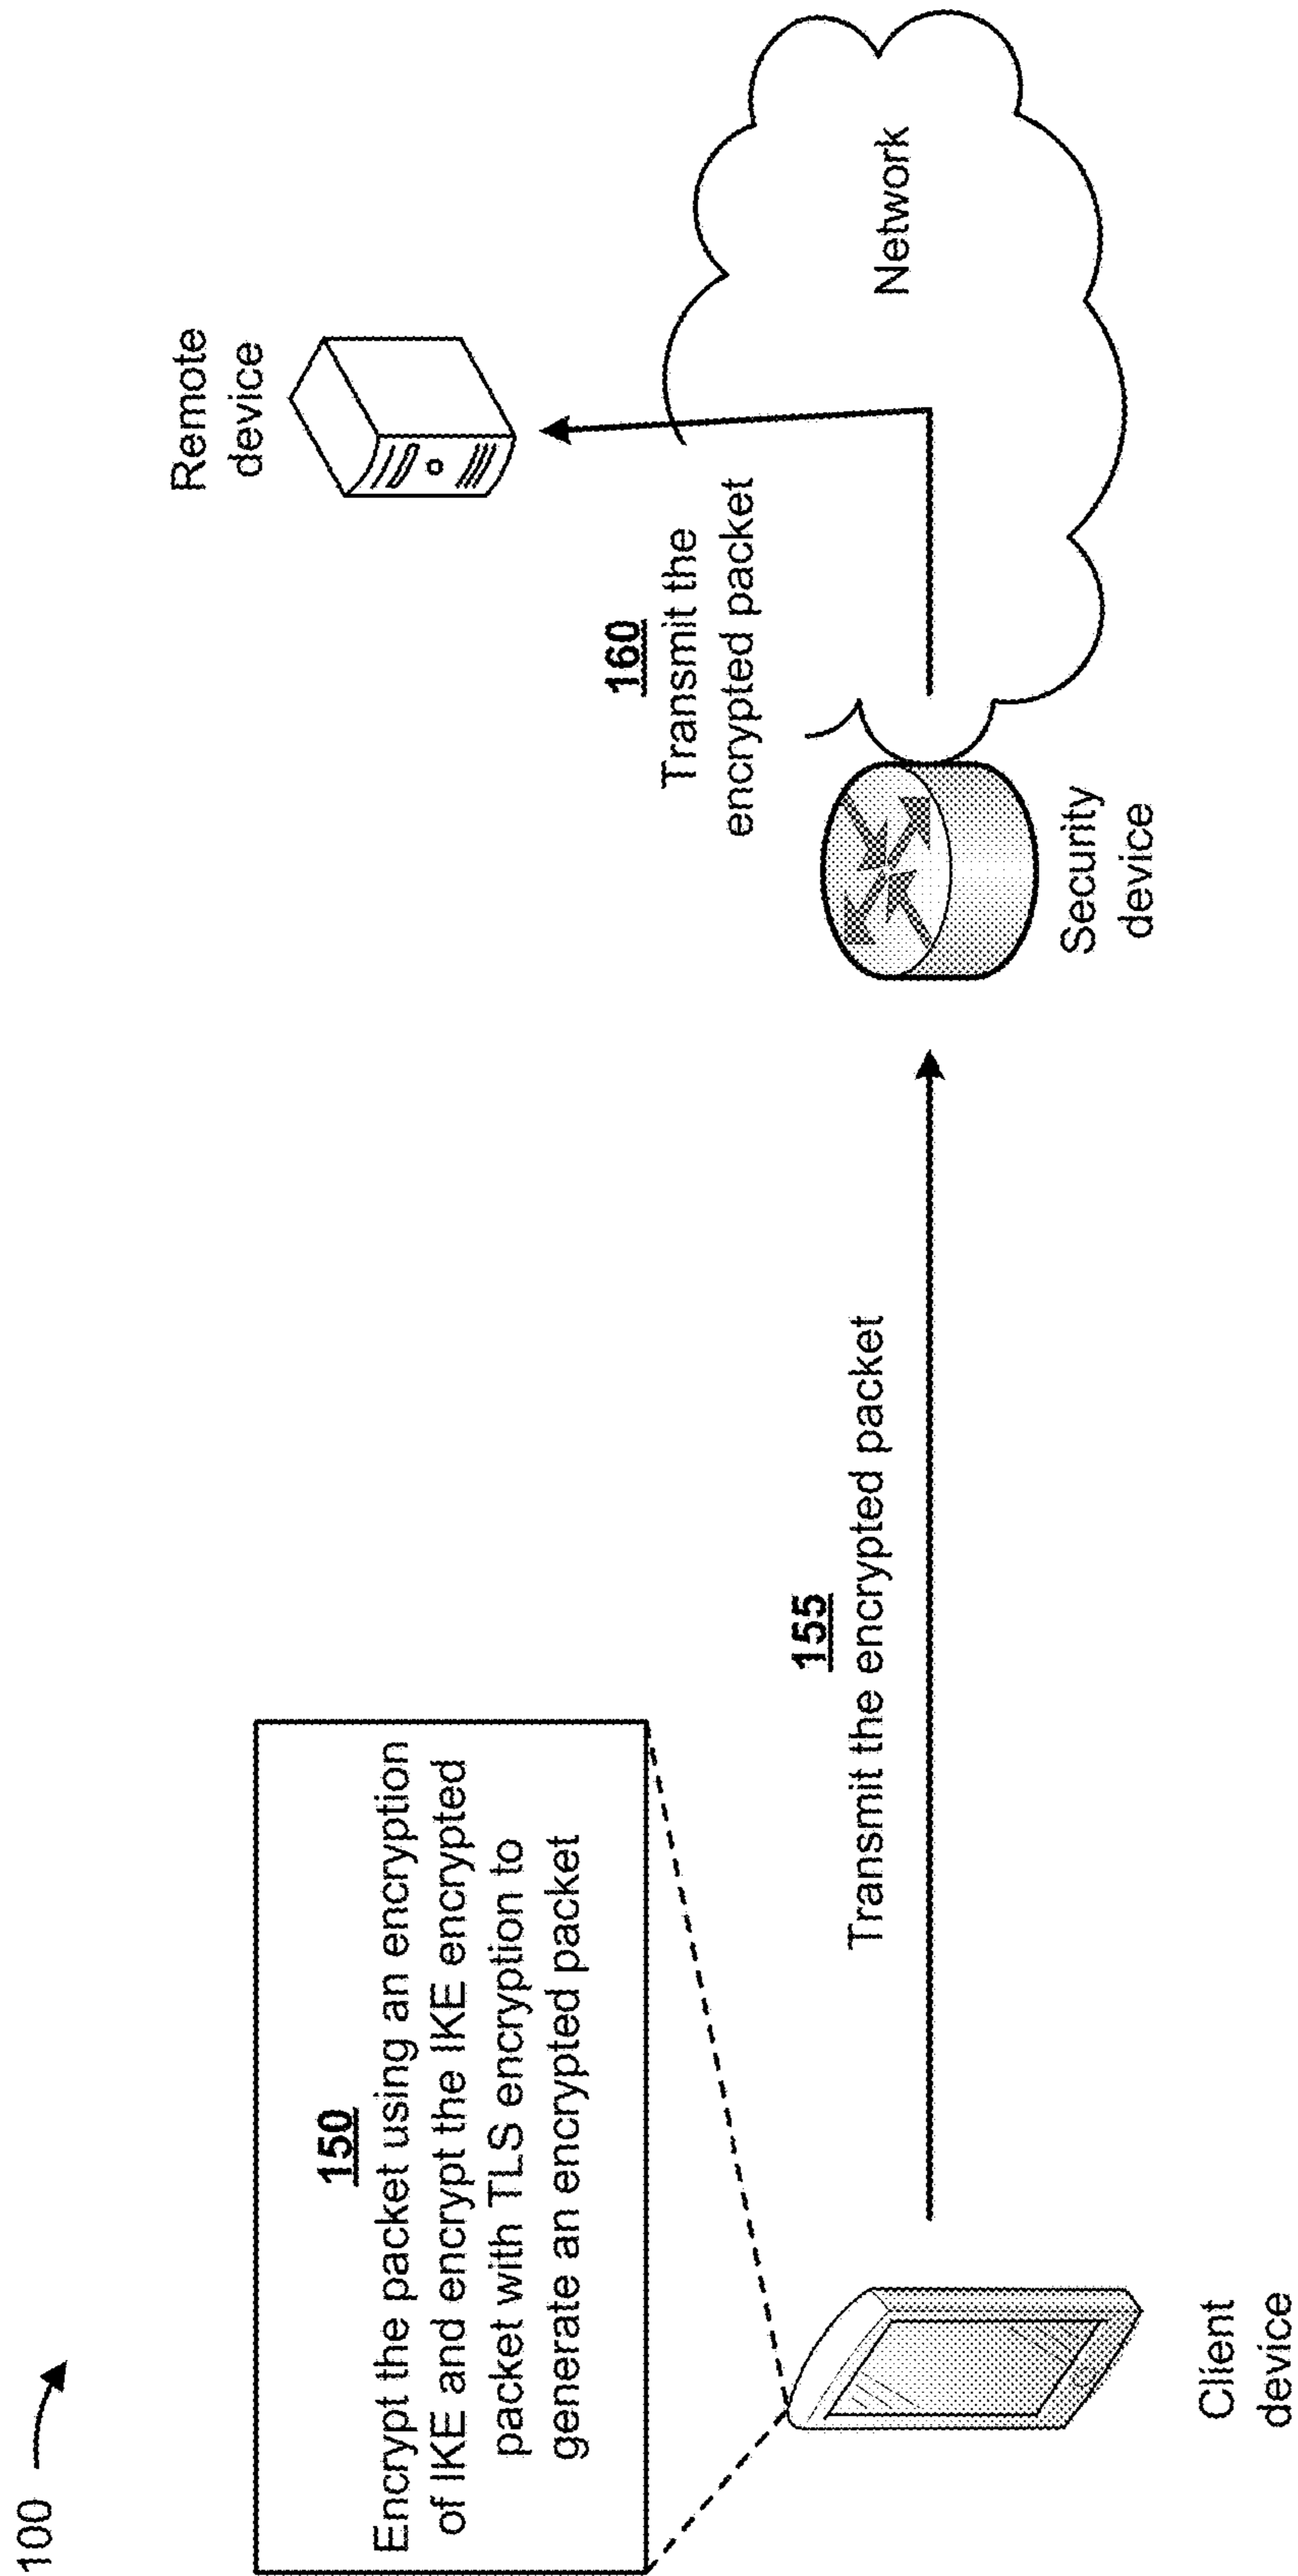 100
150
Encrypt the packet using an encryption
of IKE and encrypt the IKE encrypted
packet with TLS encryption to
generate an encrypted packet
155
Transmit the encrypted packet
160
Transmit the
encrypted packet
Remote
device
Network
Security
device
Client
device